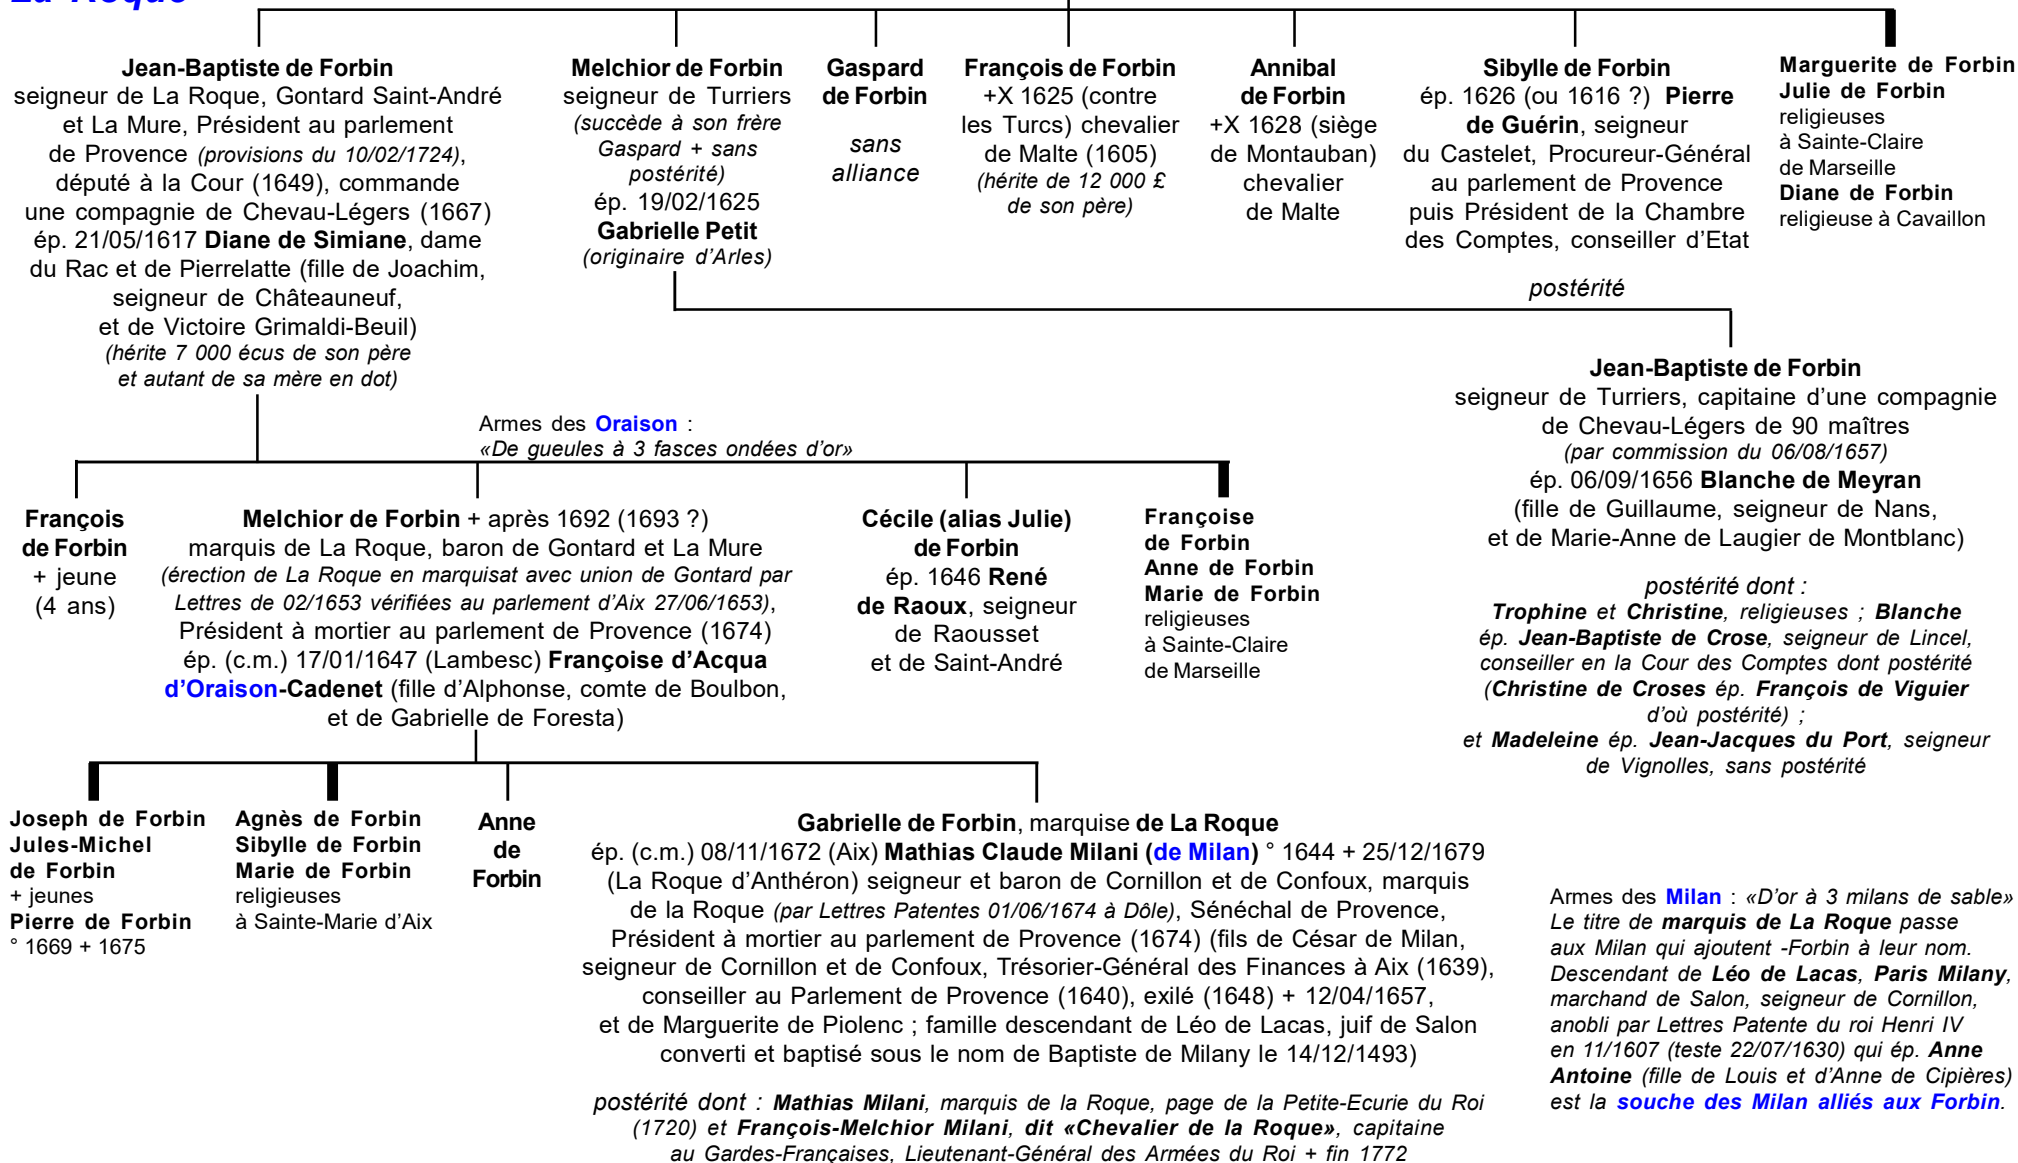 La Roque
Jean-Baptiste de Forbin
seigneur de La Roque, Gontard Saint-André
et La Mure, Président au parlement
de Provence (provisions du 10/02/1724),
député à la Cour (1649), commande
une compagnie de Chevau-Légers (1667)
ép. 21/05/1617 Diane de Simiane, dame
du Rac et de Pierrelatte (fille de Joachim,
seigneur de Châteauneuf,
et de Victoire Grimaldi-Beuil)
(hérite 7 000 écus de son père
et autant de sa mère en dot)
Melchior de Forbin
seigneur de Turriers
(succède à son frère
Gaspard + sans
postérité)
ép. 19/02/1625
Gabrielle Petit
(originaire d'Arles)
Gaspard
de Forbin
sans
alliance
François de Forbin
+X 1625 (contre
les Turcs) chevalier
de Malte (1605)
(hérite de 12 000 £
de son père)
Annibal
de Forbin
+X 1628 (siège
de Montauban)
chevalier
de Malte
Sibylle de Forbin
ép. 1626 (ou 1616 ?) Pierre
de Guérin, seigneur
du Castelet, Procureur-Général
au parlement de Provence
puis Président de la Chambre
des Comptes, conseiller d'Etat
postérité
Marguerite de Forbin
Julie de Forbin
religieuses
à Sainte-Claire
de Marseille
Diane de Forbin
religieuse à Cavaillon
Jean-Baptiste de Forbin
seigneur de Turriers, capitaine d'une compagnie
de Chevau-Légers de 90 maîtres
(par commission du 06/08/1657)
ép. 06/09/1656 Blanche de Meyran
(fille de Guillaume, seigneur de Nans,
et de Marie-Anne de Laugier de Montblanc)
postérité dont :
Trophine et Christine, religieuses ; Blanche
ép. Jean-Baptiste de Crose, seigneur de Lincel,
conseiller en la Cour des Comptes dont postérité
(Christine de Croses ép. François de Viguier
d'où postérité) ;
et Madeleine ép. Jean-Jacques du Port, seigneur
de Vignolles, sans postérité
Armes des Oraison :
«De gueules à 3 fasces ondées d'or»
François
de Forbin
+ jeune
(4 ans)
Melchior de Forbin + après 1692 (1693 ?)
marquis de La Roque, baron de Gontard et La Mure
(érection de La Roque en marquisat avec union de Gontard par
Lettres de 02/1653 vérifiées au parlement d'Aix 27/06/1653),
Président à mortier au parlement de Provence (1674)
ép. (c.m.) 17/01/1647 (Lambesc) Françoise d'Acqua
d'Oraison-Cadenet (fille d'Alphonse, comte de Boulbon,
et de Gabrielle de Foresta)
Cécile (alias Julie)
de Forbin
ép. 1646 René
de Raoux, seigneur
de Raousset
et de Saint-André
Françoise
de Forbin
Anne de Forbin
Marie de Forbin
religieuses
à Sainte-Claire
de Marseille
Joseph de Forbin
Jules-Michel
de Forbin
+ jeunes
Pierre de Forbin
° 1669 + 1675
Agnès de Forbin
Sibylle de Forbin
Marie de Forbin
religieuses
à Sainte-Marie d'Aix
Anne
de
Forbin
Gabrielle de Forbin, marquise de La Roque
ép. (c.m.) 08/11/1672 (Aix) Mathias Claude Milani (de Milan) ° 1644 + 25/12/1679
(La Roque d'Anthéron) seigneur et baron de Cornillon et de Confoux, marquis
de la Roque (par Lettres Patentes 01/06/1674 à Dôle), Sénéchal de Provence,
Président à mortier au parlement de Provence (1674) (fils de César de Milan,
seigneur de Cornillon et de Confoux, Trésorier-Général des Finances à Aix (1639),
conseiller au Parlement de Provence (1640), exilé (1648) + 12/04/1657,
et de Marguerite de Piolenc ; famille descendant de Léo de Lacas, juif de Salon
converti et baptisé sous le nom de Baptiste de Milany le 14/12/1493)
postérité dont : Mathias Milani, marquis de la Roque, page de la Petite-Ecurie du Roi
(1720) et François-Melchior Milani, dit «Chevalier de la Roque», capitaine
au Gardes-Françaises, Lieutenant-Général des Armées du Roi + fin 1772
Armes des Milan : «D'or à 3 milans de sable»
Le titre de marquis de La Roque passe
aux Milan qui ajoutent -Forbin à leur nom.
Descendant de Léo de Lacas, Paris Milany,
marchand de Salon, seigneur de Cornillon,
anobli par Lettres Patente du roi Henri IV
en 11/1607 (teste 22/07/1630) qui ép. Anne
Antoine (fille de Louis et d'Anne de Cipières)
est la souche des Milan alliés aux Forbin.